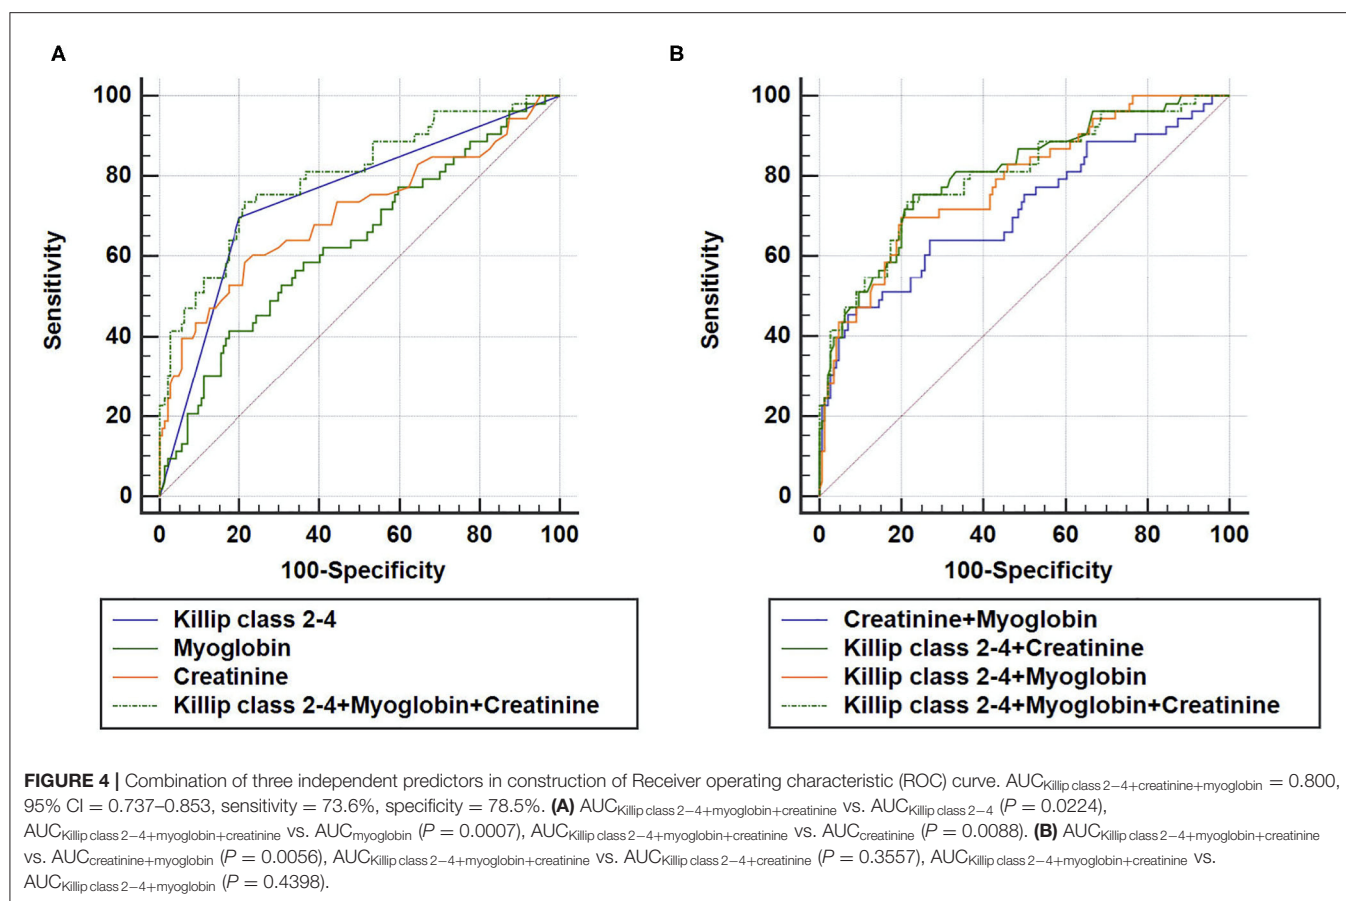 A
B
100
80
60
40
20
0
Sensitivity
0 20 40 60 80 100
100-Specificity
100
80
60
40
20
0
Sensitivity
0 20 40 60 80 100
100-Specificity
Killip class 2-4
Myoglobin
Creatinine
Killip class 2-4+Myoglobin+Creatinine
Creatinine+Myoglobin
Killip class 2-4+Creatinine
Killip class 2-4+Myoglobin
Killip class 2-4+Myoglobin+Creatinine
FIGURE 4 | Combination of three independent predictors in construction of Receiver operating characteristic (ROC) curve. AUCKillip class 2–4+creatinine+myoglobin = 0.800,
95% CI = 0.737–0.853, sensitivity = 73.6%, specificity = 78.5%. (A) AUCKillip class 2–4+myoglobin+creatinine vs. AUCKillip class 2–4 (P = 0.0224),
AUCKillip class 2–4+myoglobin+creatinine vs. AUCmyoglobin (P = 0.0007), AUCKillip class 2–4+myoglobin+creatinine vs. AUCcreatinine (P = 0.0088). (B) AUCKillip class 2–4+myoglobin+creatinine
vs. AUCcreatinine+myoglobin (P = 0.0056), AUCKillip class 2–4+myoglobin+creatinine vs. AUCKillip class 2–4+creatinine (P = 0.3557), AUCKillip class 2–4+myoglobin+creatinine vs.
AUCKillip class 2–4+myoglobin (P = 0.4398).